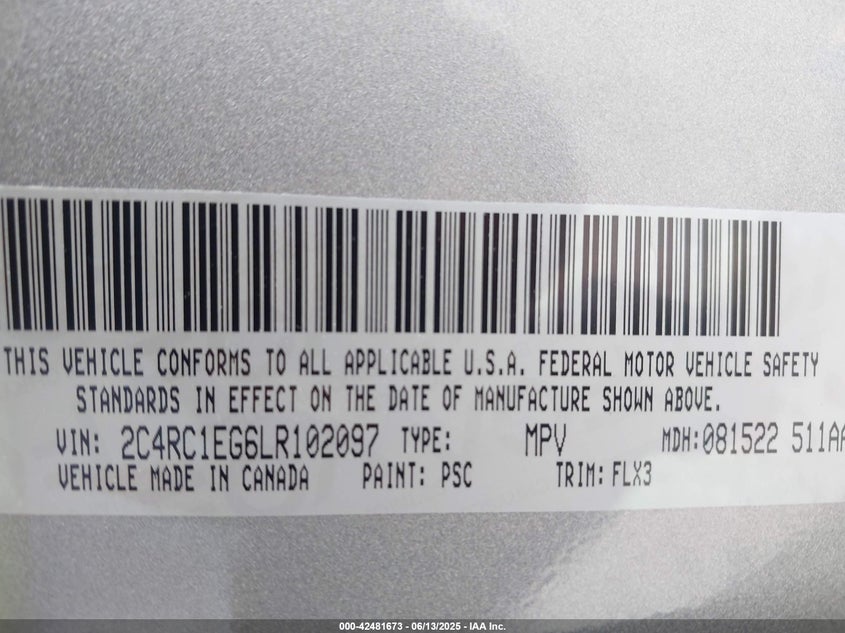 THIS VEHICLE CONFORMS TO ALL APPLICABLE U.S.A. FEDERAL MOTOR VEHICLE SAFETY
STANDARDS IN EFFECT ON THE DATE OF MANUFACTURE SHOWN ABOVE.
VIN: 2C4RC1EG6LR102097 TYPE: MPV MDH:081522 511AA
VEHICLE MADE IN CANADA PAINT: PSC TRIM: FLX3
000-42481673 - 06/13/2025 - IAA Inc.